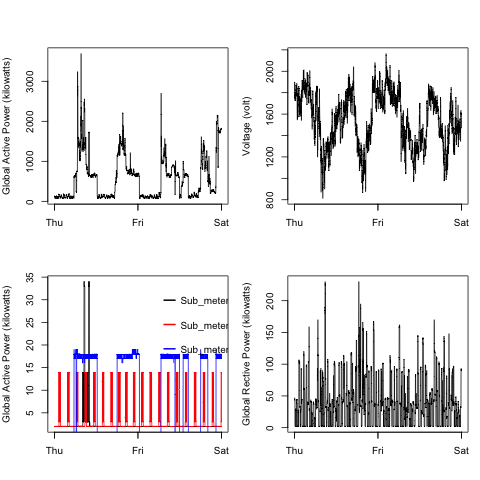 Global Active Power (kilowatts)
0
1000
2000
3000
Thu
Fri
Sat
Voltage (volt)
800
1200
1600
2000
Thu
Fri
Sat
Global Active Power (kilowatts)
5
10
15
20
25
30
35
Sub_meter
Sub_meter
Sub_meter
Thu
Fri
Sat
Global Rective Power (kilowatts)
0
50
100
150
200
Thu
Fri
Sat